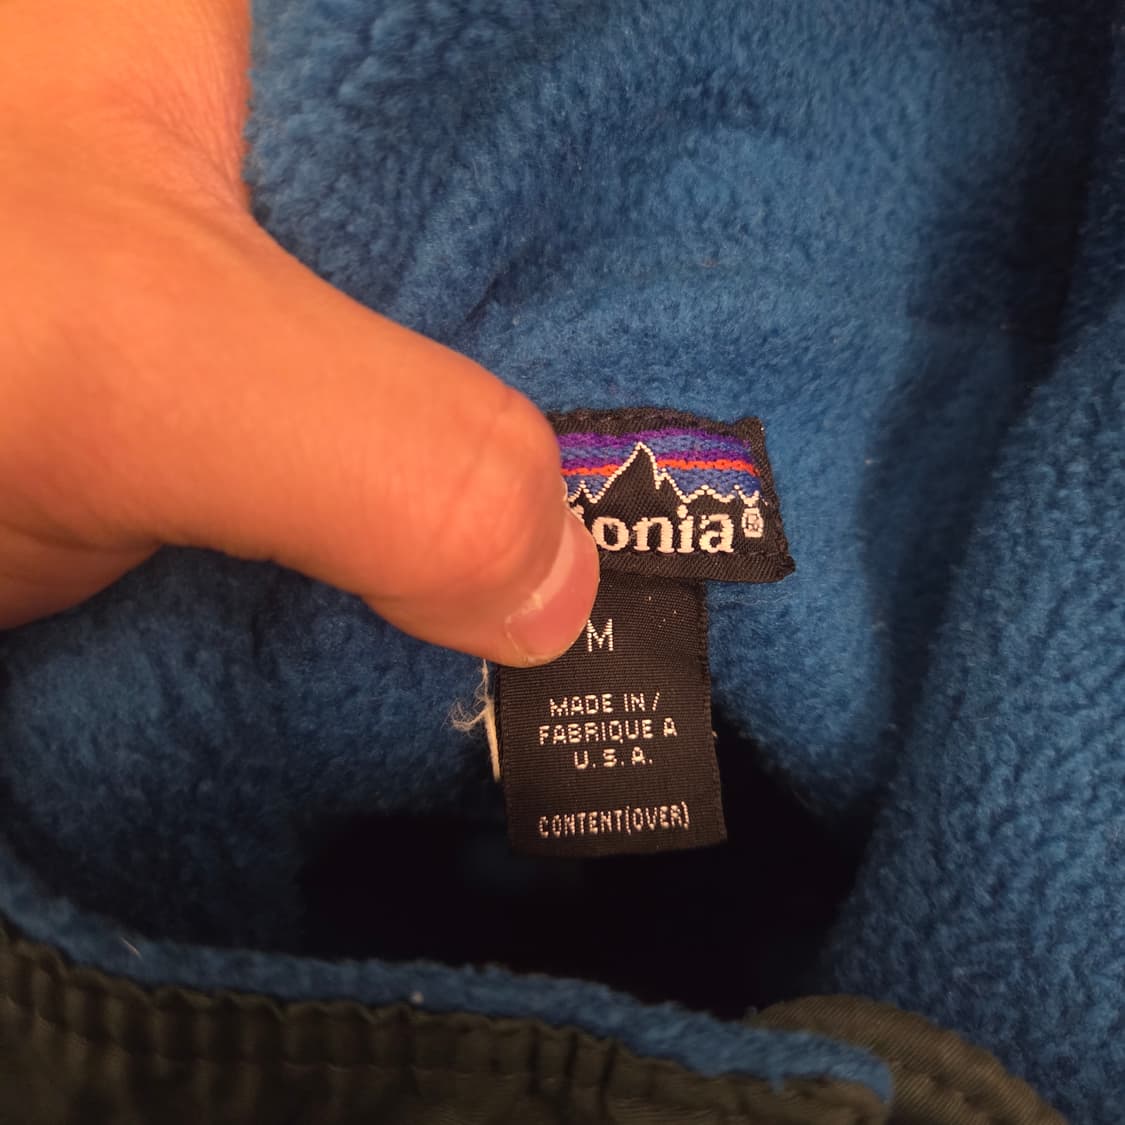 onia®
M
MADE IN/
FABRIQUE A
U.S.A.
CONTENT(OVER)